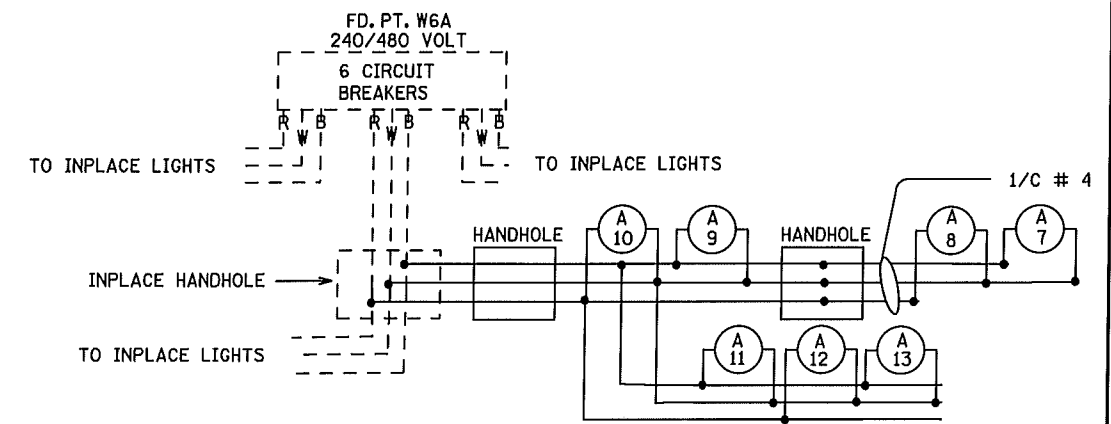 FD. PT. W6A
240/480 VOLT
6 CIRCUIT
BREAKERS
R W B R W B R W B
TO INPLACE LIGHTS
TO INPLACE LIGHTS
1/C # 4
HANDHOLE
A
10
A
9
HANDHOLE
A
8
A
7
INPLACE HANDHOLE
TO INPLACE LIGHTS
A
11
A
12
A
13